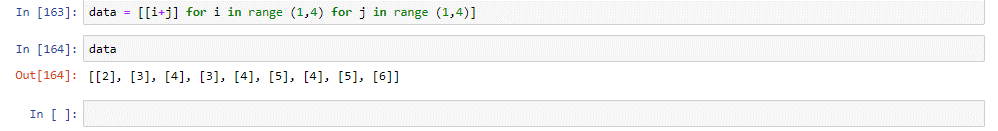 In [163]: data = [[i+j] for i in range (1,4) for j in range (1,4)]
In [164]: data
Out[164]: [[2], [3], [4], [3], [4], [5], [4], [5], [6]]
In [ ]: